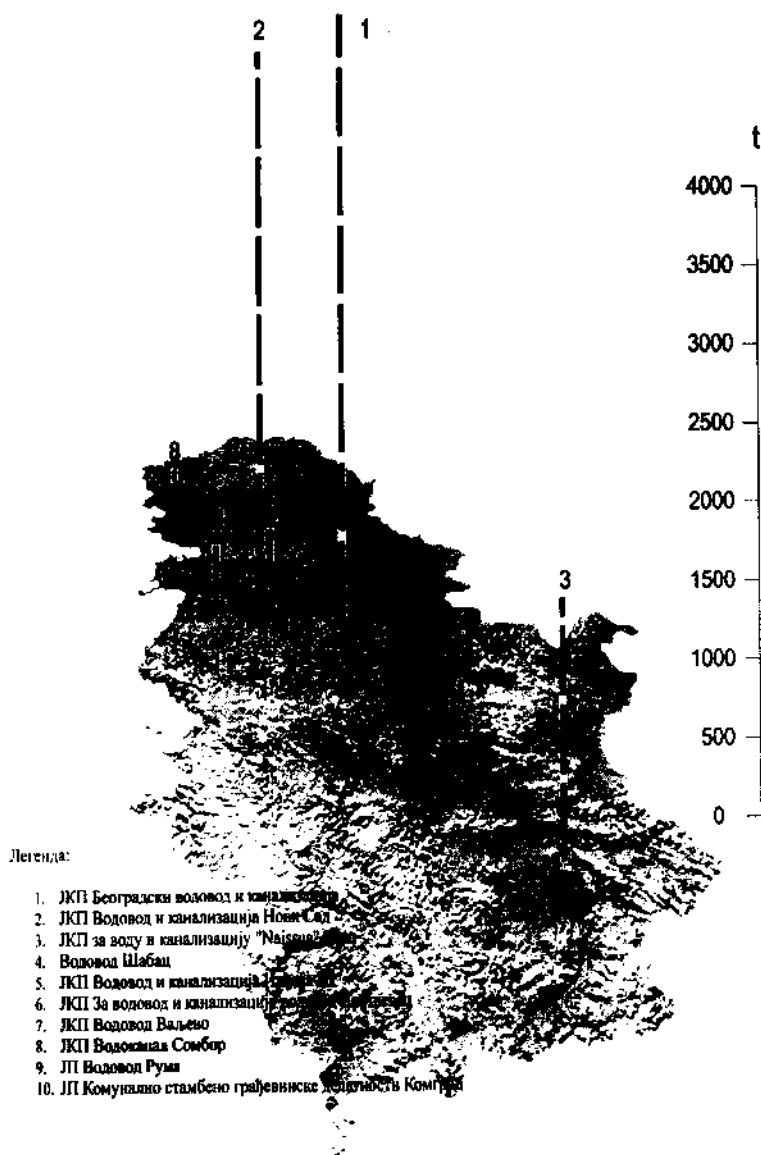 2
1
t
4000
3500
3000
2500
8
2000
1500
3
1000
500
0
Легенда:
1. ЈКП Београдски водовод и канализација
2. ЈКП Водовод и канализација Нови Сад
3. ЈКП за воду и канализацију "Naissus"
4. Водовод Шабац
5. ЈКП Водовод и канализација
6. ЈКП За водовод и канализацију
7. ЈКП Водовод Ваљево
8. ЈКП Водоканал Сомбор
9. ЈП Водовод Рума
10. ЈП Комунално стамбено грађевинске делатности